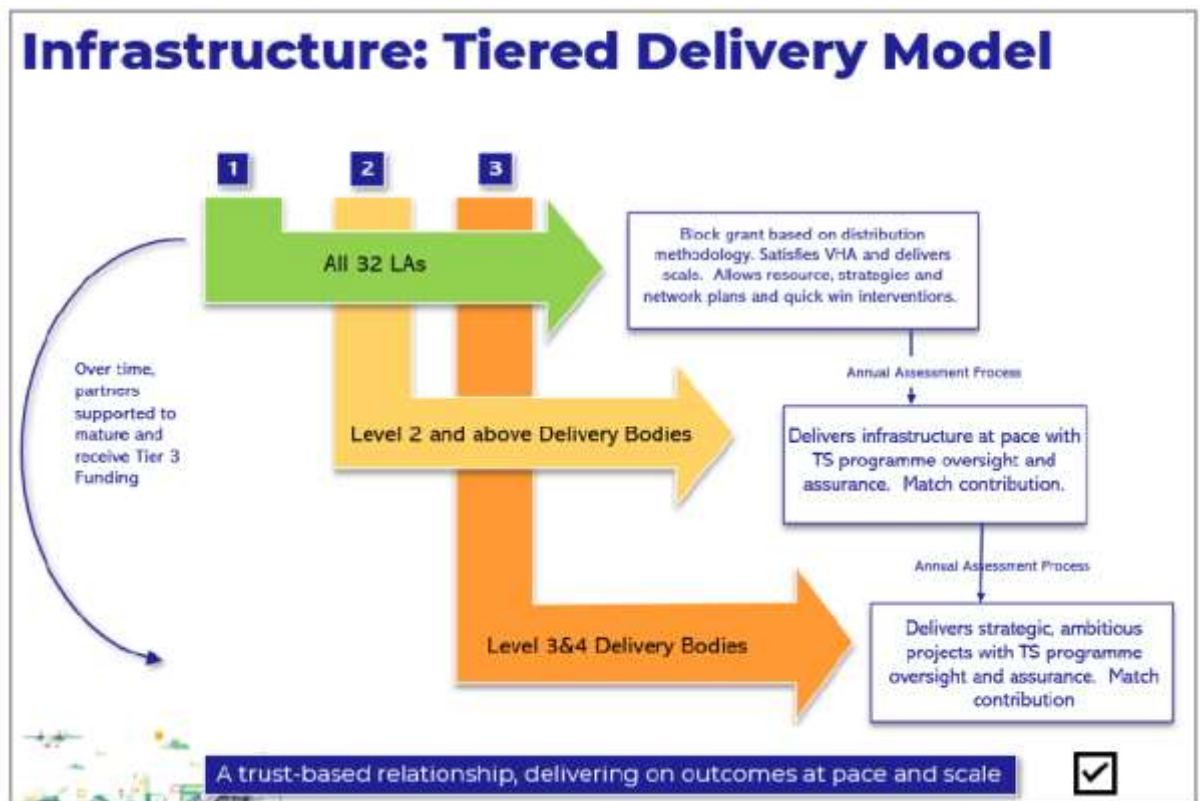 Infrastructure: Tiered Delivery Model
1
2
3
All 32 LAs
Block grant based on distribution
methodology. Satisfies VHA and delivers
scale. Allows resource, strategies and
network plans and quick win interventions.
Over time,
partners
supported to
mature and
receive Tier 3
Funding
Annual Assessment Process
Level 2 and above Delivery Bodies
Delivers infrastructure at pace with
TS programme oversight and
assurance. Match contribution.
Annual Assessment Process
Level 3&4 Delivery Bodies
Delivers strategic, ambitious
projects with TS programme
oversight and assurance. Match
contribution
A trust-based relationship, delivering on outcomes at pace and scale